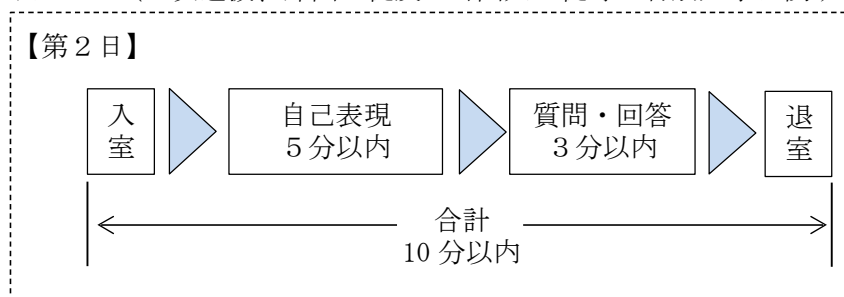 【第２日】
入室
自己表現
５分以内
質問・回答
３分以内
退室
合計
10 分以内